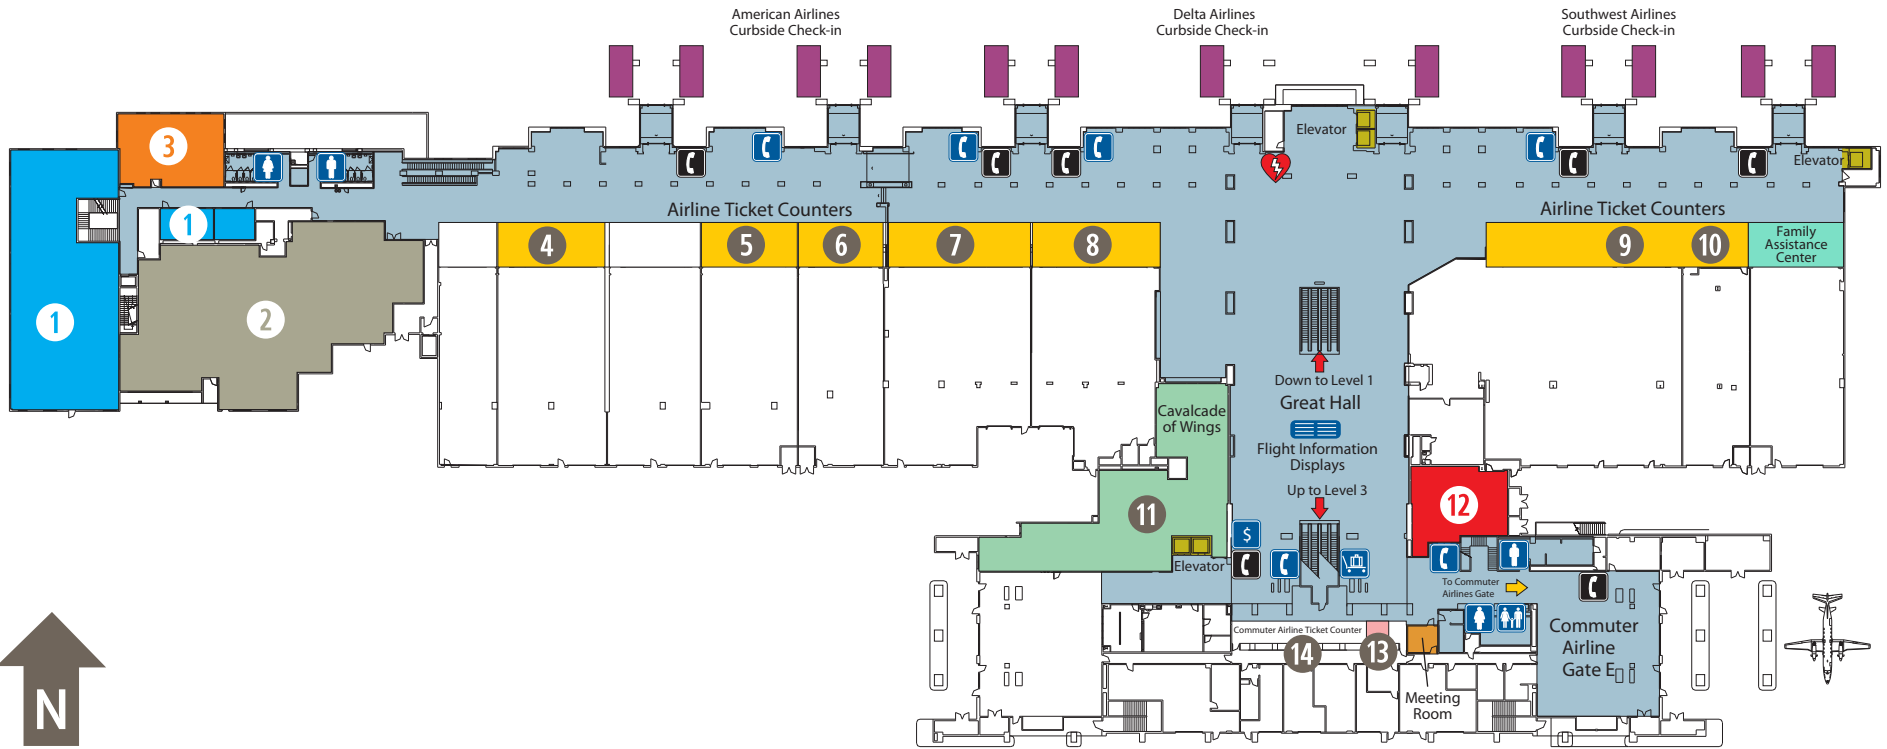 American Airlines
Curbside Check-in
Delta Airlines
Curbside Check-in
Southwest Airlines
Curbside Check-in
3
Elevator
Elevator
1
Airline Ticket Counters
Airline Ticket Counters
4
5
6
7
8
9
10
Family
Assistance
Center
1
2
Down to Level 1
Great Hall
Cavalcade
of Wings
Flight Information
Displays
Up to Level 3
11
12
$
Elevator
To Commuter
Airlines Gate
Commuter
Airline
Gate E
Commuter Airline Ticket Counter
14
13
Meeting
Room
N